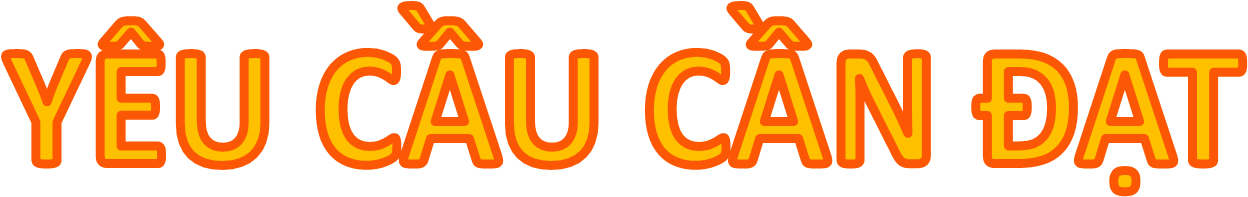 YÊU CẦU CẦN ĐẠT